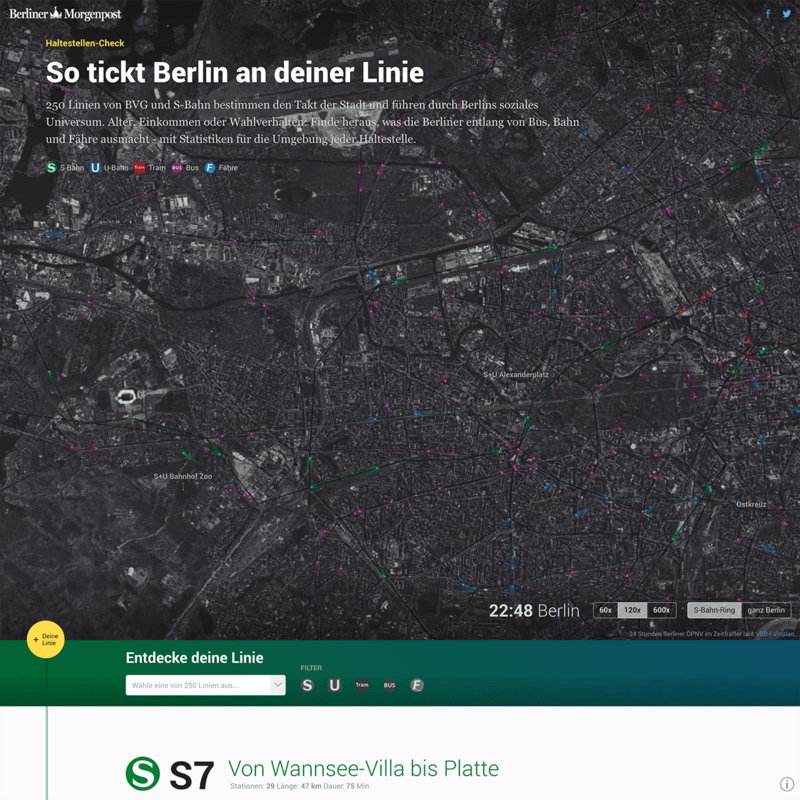 Berliner Morgenpost
Haltestellen-Check
So tickt Berlin an deiner Linie
250 Linien von BVG und S-Bahn bestimmen den Takt der Stadt und führen durch Berlins soziales
Universum. Alter, Einkommen oder Wahlverhalten: Finde heraus, was die Berliner entlang von Bus, Bahn
und Fähre ausmacht - mit Statistiken für die Umgebung jeder Haltestelle.
S S-Bahn U U-Bahn Tram Tram BUS Bus F Fähre
S+U Alexanderplatz
S+U Bahnhof Zoo
Ostkreuz
22:48 Berlin 60x 120x 600x S-Bahn-Ring ganz Berlin
24 Stunden Berliner ÖPNV im Zeitraffer laut VBB-Fahrplan
+ Deine
Linie
Entdecke deine Linie
FILTER
Wähle eine von 250 Linien aus... S U Tram BUS F
S S7 Von Wannsee-Villa bis Platte
Stationen: 29 Länge: 47 km Dauer: 75 Min